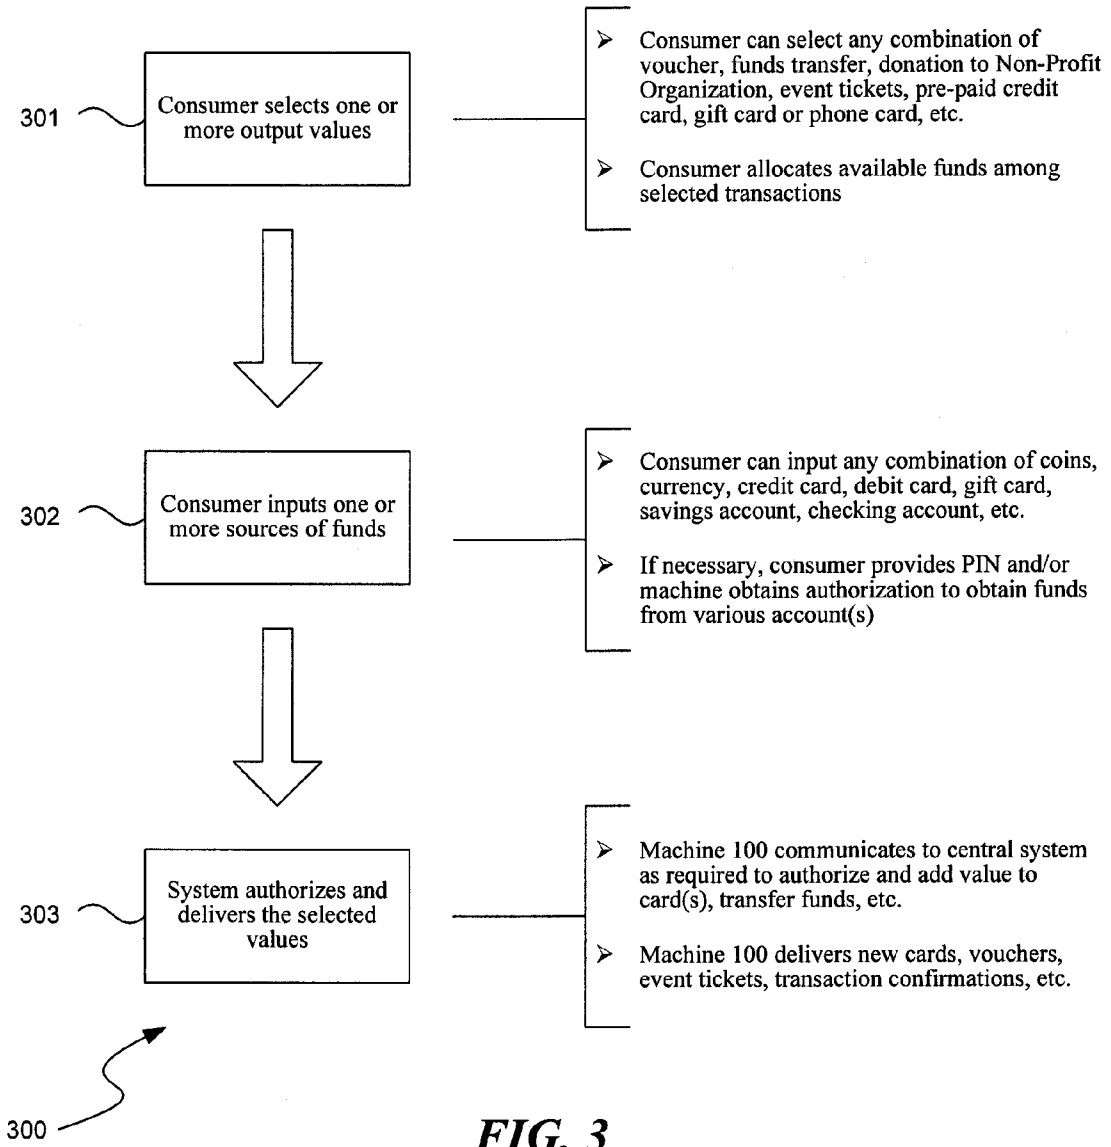 301
Consumer selects one or
more output values
➢ Consumer can select any combination of
voucher, funds transfer, donation to Non-Profit
Organization, event tickets, pre-paid credit
card, gift card or phone card, etc.
➢ Consumer allocates available funds among
selected transactions
302
Consumer inputs one or
more sources of funds
➢ Consumer can input any combination of coins,
currency, credit card, debit card, gift card,
savings account, checking account, etc.
➢ If necessary, consumer provides PIN and/or
machine obtains authorization to obtain funds
from various account(s)
303
System authorizes and
delivers the selected
values
➢ Machine 100 communicates to central system
as required to authorize and add value to
card(s), transfer funds, etc.
➢ Machine 100 delivers new cards, vouchers,
event tickets, transaction confirmations, etc.
300
FIG. 3